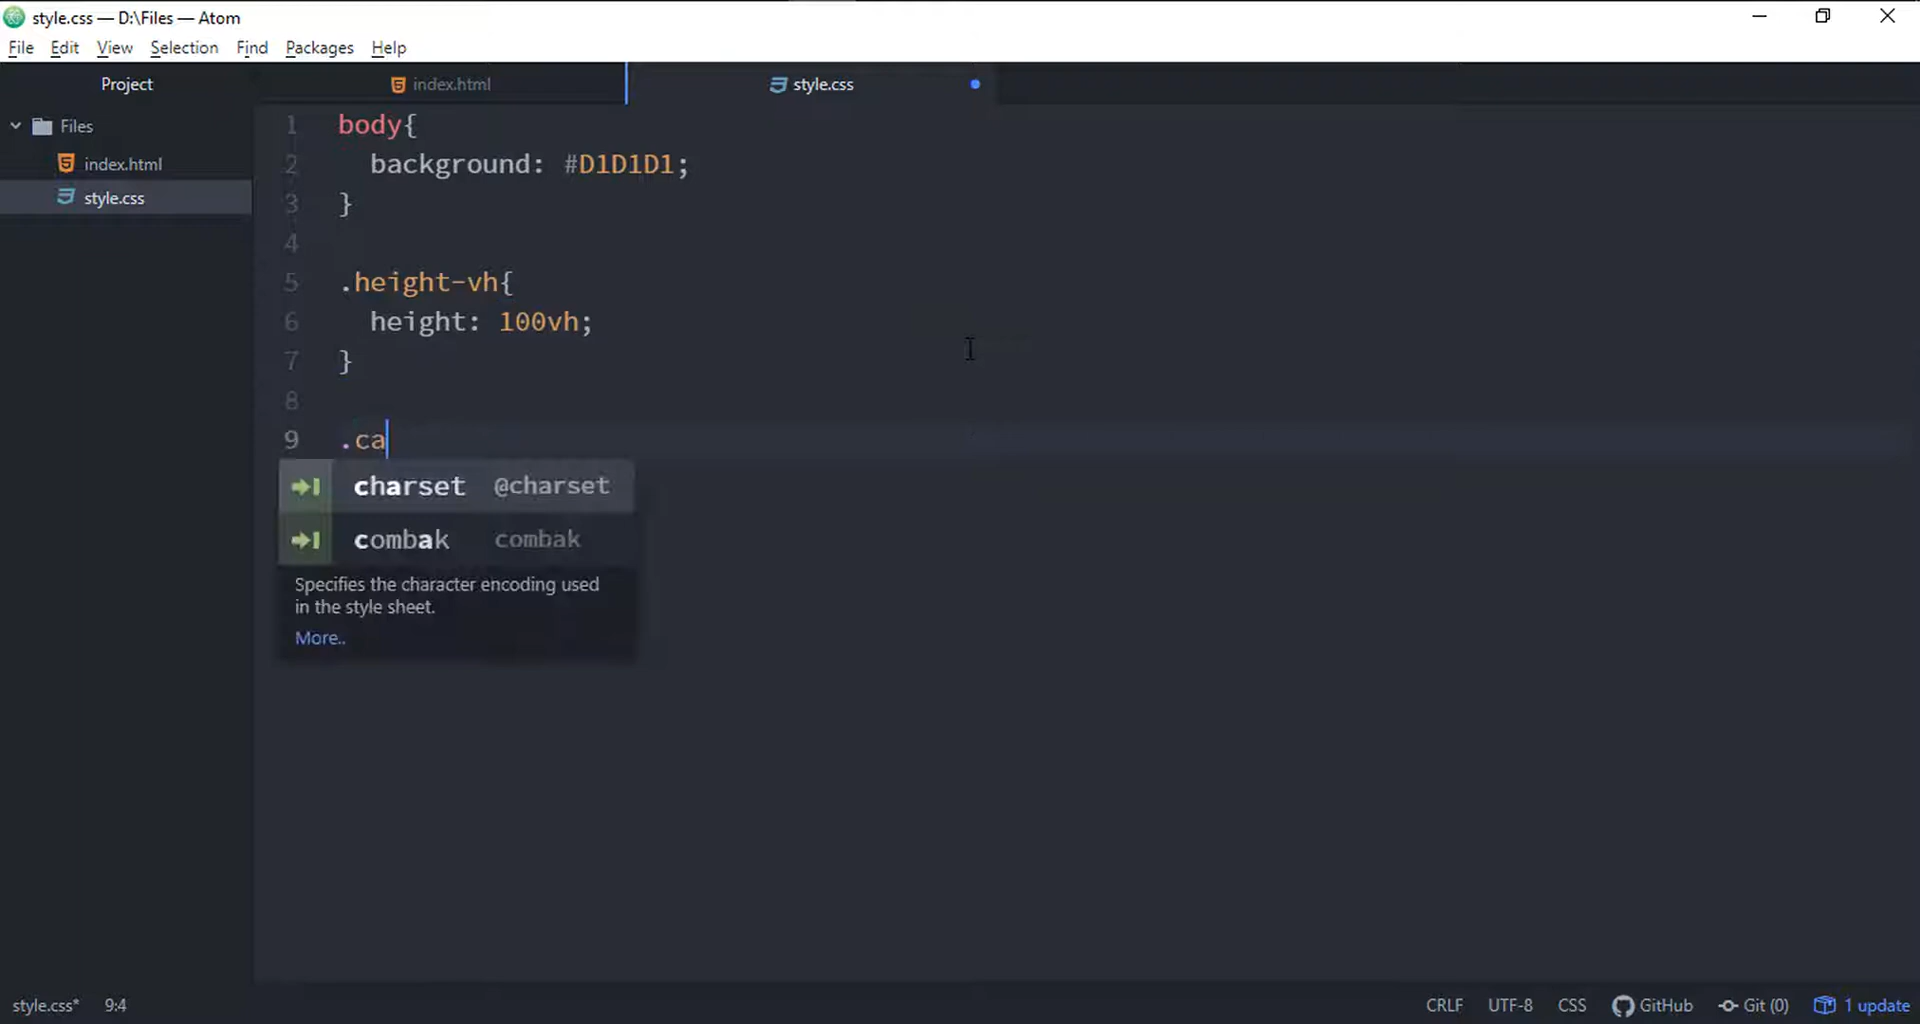 style.css — D:\Files — Atom
File Edit View Selection Find Packages Help
Project index.html style.css
Files
index.html
style.css
1 body{
2 background: #D1D1D1;
3 }
4
5 .height-vh{
6 height: 100vh;
7 }
8
9 .ca
charset @charset
combak combak
Specifies the character encoding used
in the style sheet.
More..
style.css* 9:4 CRLF UTF-8 CSS GitHub Git (0) 1 update